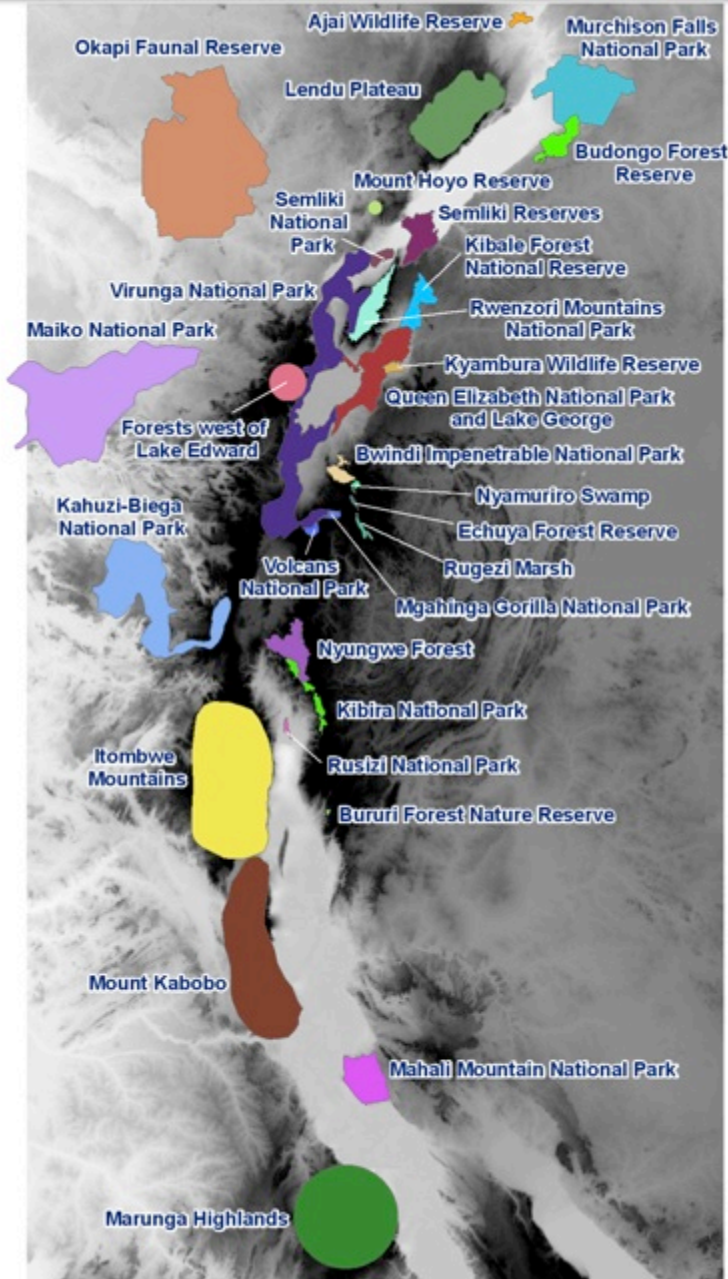 Ajai Wildlife Reserve
Murchison Falls
National Park
Okapi Faunal Reserve
Lendu Plateau
Budongo Forest
Reserve
Mount Hoyo Reserve
Semliki
National
Park
Semliki Reserves
Kibale Forest
National Reserve
Virunga National Park
Rwenzori Mountains
National Park
Maiko National Park
Kyambura Wildlife Reserve
Queen Elizabeth National Park
and Lake George
Forests west of
Lake Edward
Bwindi Impenetrable National Park
Nyamuriro Swamp
Kahuzi-Biega
National Park
Echuya Forest Reserve
Rugezi Marsh
Volcans
National Park
Mgahinga Gorilla National Park
Nyungwe Forest
Kibira National Park
Itombwe
Mountains
Rusizi National Park
Bururi Forest Nature Reserve
Mount Kabobo
Mahali Mountain National Park
Marunga Highlands